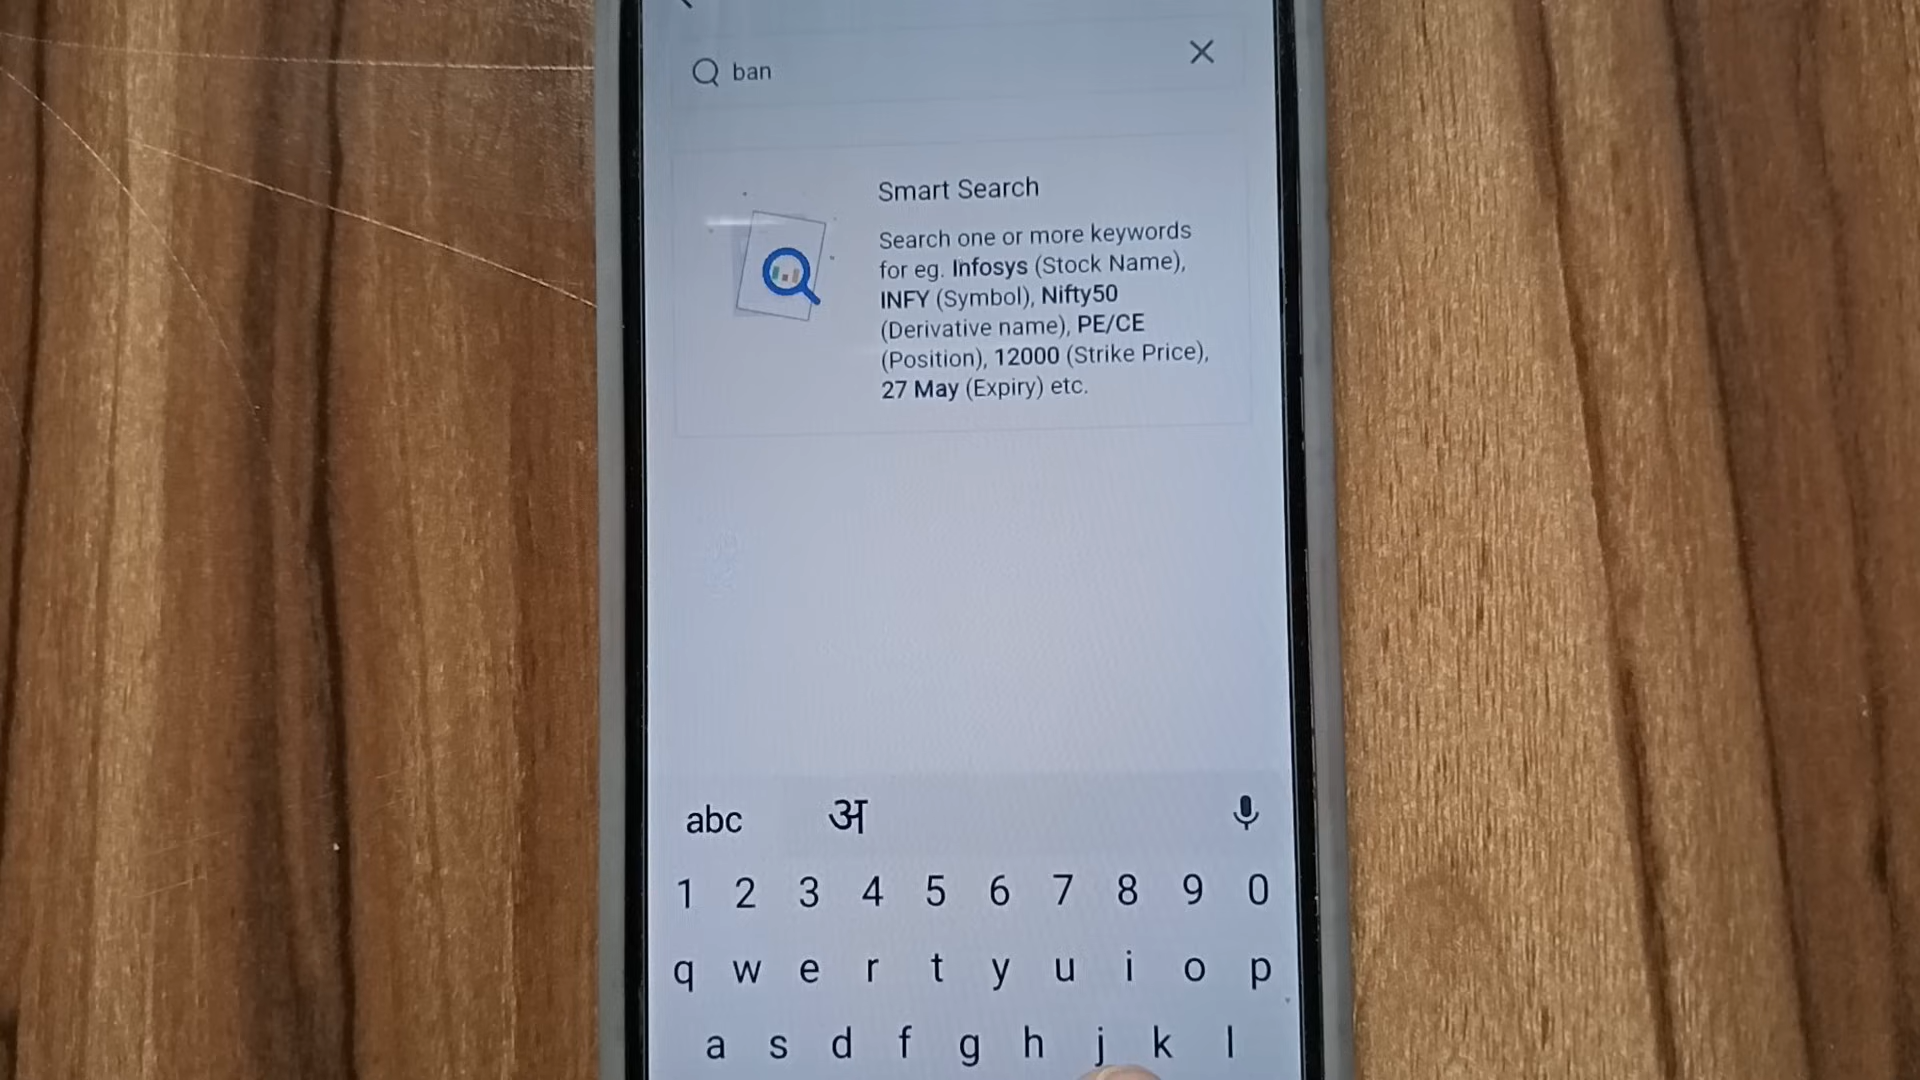 ban
Smart Search
Search one or more keywords
for eg. Infosys (Stock Name),
INFY (Symbol), Nifty50
(Derivative name), PE/CE
(Position), 12000 (Strike Price),
27 May (Expiry) etc.
abc अ
1 2 3 4 5 6 7 8 9 0
q w e r t y u i o p
a s d f g h j k l